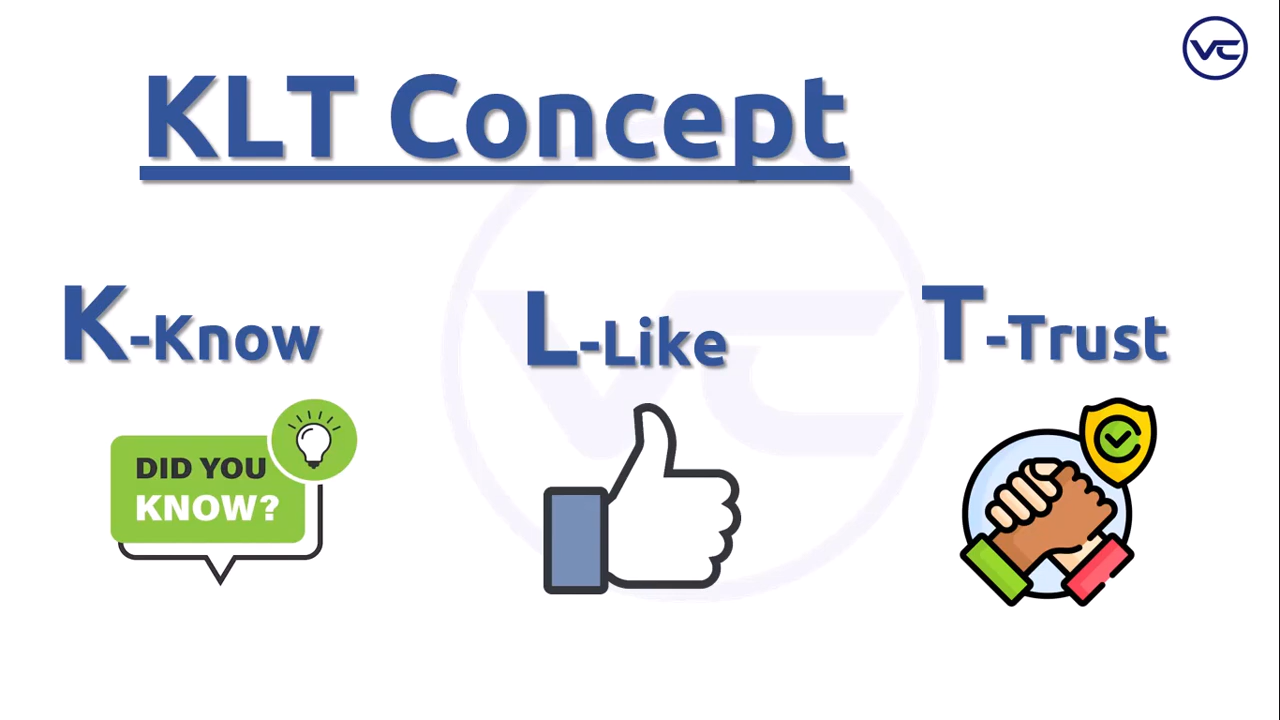 VC
KLT Concept
K-Know
L-Like
T-Trust
DID YOU
KNOW?